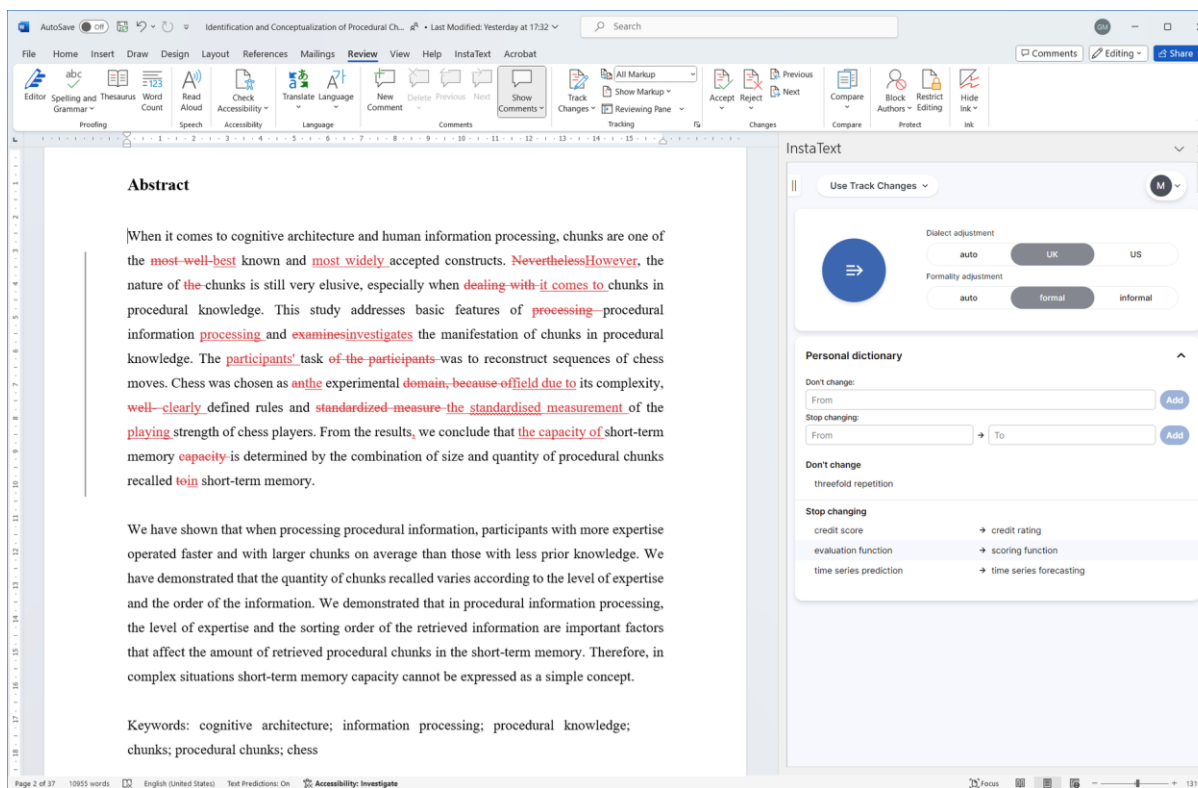 AutoSave Off Identification and Conceptualization of Procedural Ch... • Last Modified: Yesterday at 17:32 Search GM
File Home Insert Draw Design Layout References Mailings Review View Help InstaText Acrobat Comments Editing Share
Editor Spelling and Grammar Thesaurus Word Count Read Aloud Check Accessibility Translate Language New Comment Delete Previous Next Show Comments Track Changes All Markup Show Markup Reviewing Pane Accept Reject Previous Next Compare Block Authors Restrict Editing Hide Ink
Proofing Speech Accessibility Language Comments Tracking Changes Compare Protect Ink
Abstract
When it comes to cognitive architecture and human information processing, chunks are one of
the most well-best known and most widely accepted constructs. NeverthelessHowever, the
nature of the chunks is still very elusive, especially when dealing with it comes to chunks in
procedural knowledge. This study addresses basic features of processing procedural
information processing and examinesinvestigates the manifestation of chunks in procedural
knowledge. The participants' task of the participants was to reconstruct sequences of chess
moves. Chess was chosen as anthe experimental domain, because offield due to its complexity,
well- clearly defined rules and standardized measure the standardised measurement of the
playing strength of chess players. From the results, we conclude that the capacity of short-term
memory capacity is determined by the combination of size and quantity of procedural chunks
recalled toin short-term memory.
We have shown that when processing procedural information, participants with more expertise
operated faster and with larger chunks on average than those with less prior knowledge. We
have demonstrated that the quantity of chunks recalled varies according to the level of expertise
and the order of the information. We demonstrated that in procedural information processing,
the level of expertise and the sorting order of the retrieved information are important factors
that affect the amount of retrieved procedural chunks in the short-term memory. Therefore, in
complex situations short-term memory capacity cannot be expressed as a simple concept.
Keywords: cognitive architecture; information processing; procedural knowledge;
chunks; procedural chunks; chess
InstaText
Use Track Changes M
Dialect adjustment
auto UK US
Formality adjustment
auto formal informal
Personal dictionary
Don't change:
From Add
Stop changing:
From → To Add
Don't change
threefold repetition
Stop changing
credit score → credit rating
evaluation function → scoring function
time series prediction → time series forecasting
Page 2 of 37 10955 words English (United States) Text Predictions: On Accessibility: Investigate Focus